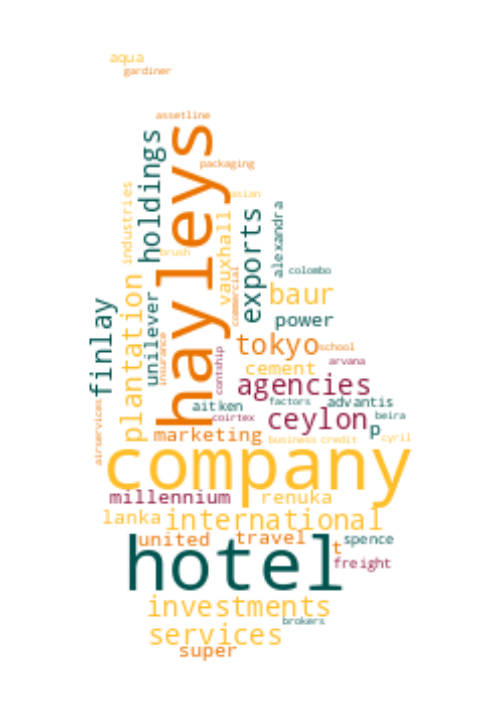 aqua
gardiner
assetline
hayleys
holdings
packaging
asian
industries
vauxhall
exports
alexandra
brush
colombo
commercial
plantation
baur
unilever
finlay
power
insurance
tokyo
school
contship
arvana
cement
agencies
airservices
aitken
factors
advantis
coirtex
ceylon
beira
p
marketing
business
credit
cyril
company
millennium
renuka
lanka
international
united
travel
t
spence
hotel
freight
investments
brokers
services
super